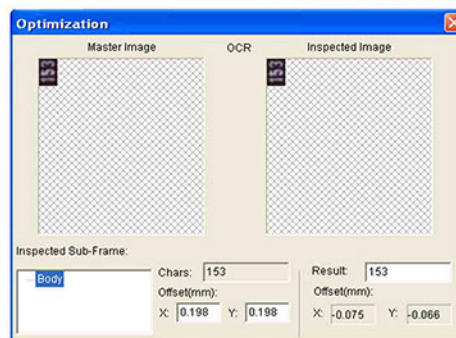 Optimization
Master Image OCR Inspected Image
153 153
Inspected Sub-Frame:
Body
Chars: 153
Offset(mm):
X: 0.198 Y: 0.198
Result: 153
Offset(mm):
X: -0.075 Y: -0.066